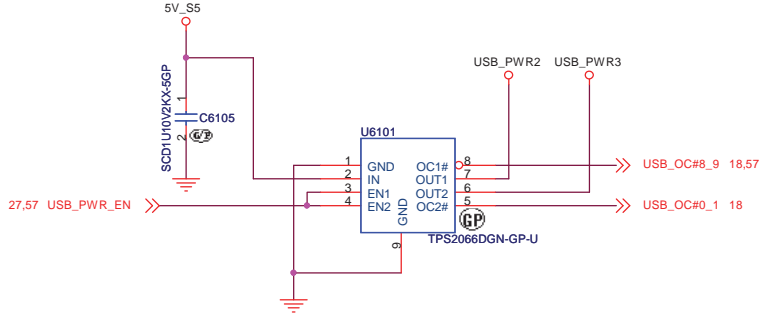 5V_S5
USB_PWR2
USB_PWR3
SCD1U10V2KX-5GP
1
C6105
2
G/P
U6101
1
GND
OC1#
8
USB_OC#8_9 18,57
2
IN
OUT1
7
3
EN1
OUT2
6
27,57 USB_PWR_EN
4
EN2
OC2#
5
USB_OC#0_1 18
GND
9
GP
TPS2066DGN-GP-U